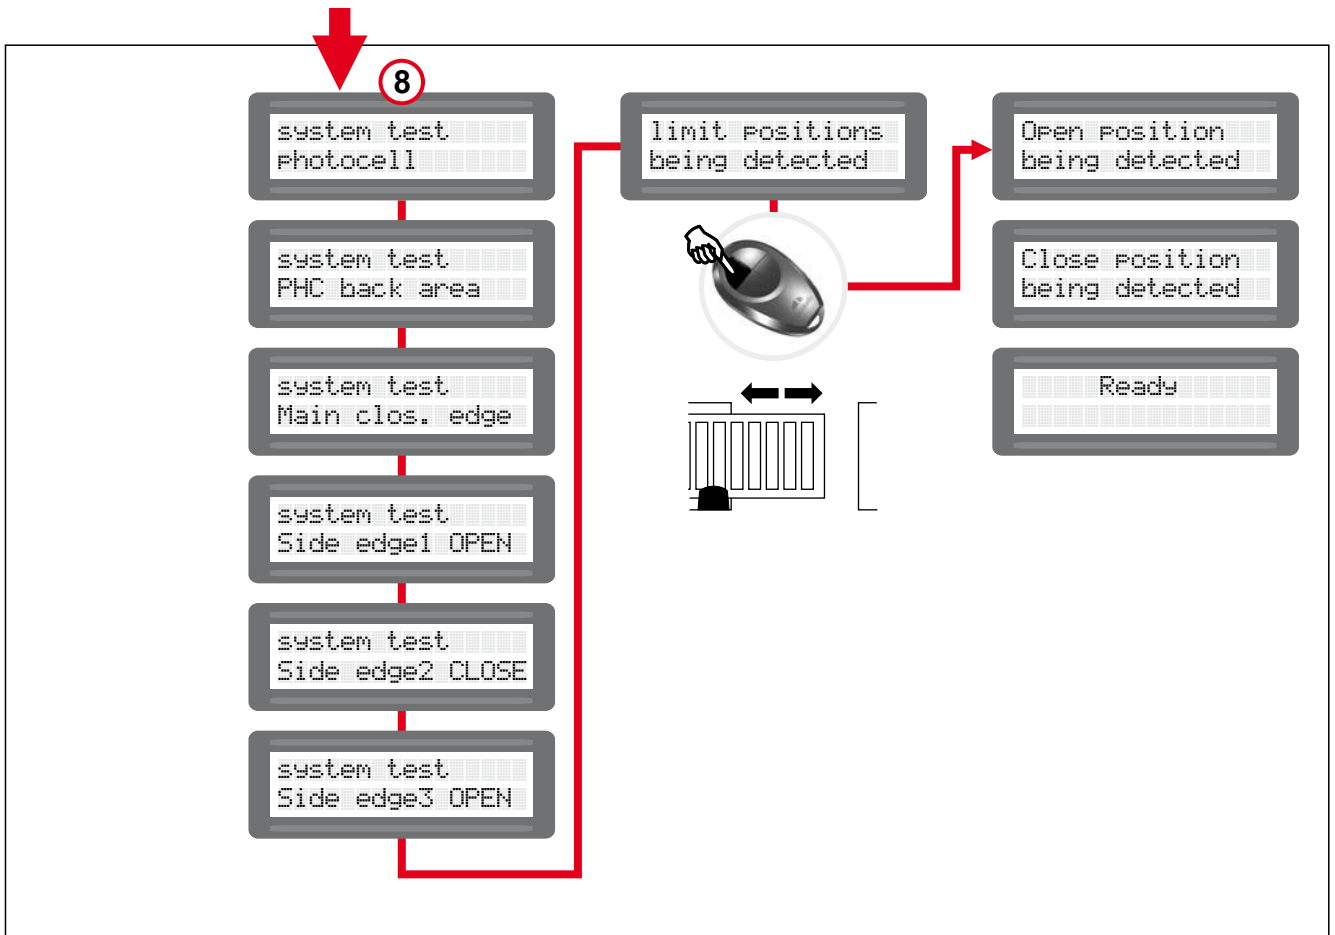 8
system test
photocell
system test
PHC back area
system test
Main clos. edge
system test
Side edge1 OPEN
system test
Side edge2 CLOSE
system test
Side edge3 OPEN
limit positions
being detected
Open position
being detected
Close position
being detected
Ready